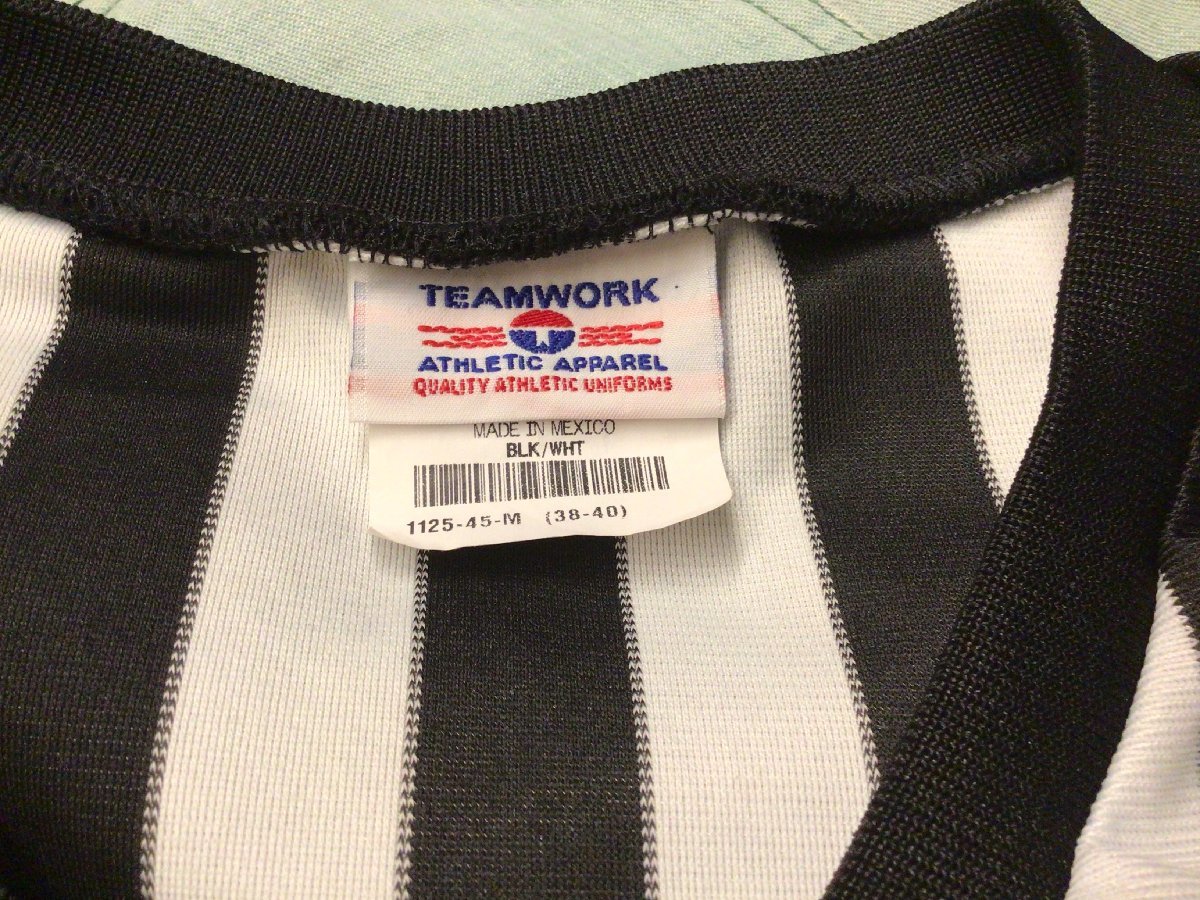 TEAMWORK
ATHLETIC APPAREL
QUALITY ATHLETIC UNIFORMS
MADE IN MEXICO
BLK/WHT
1125-45-M (38-40)